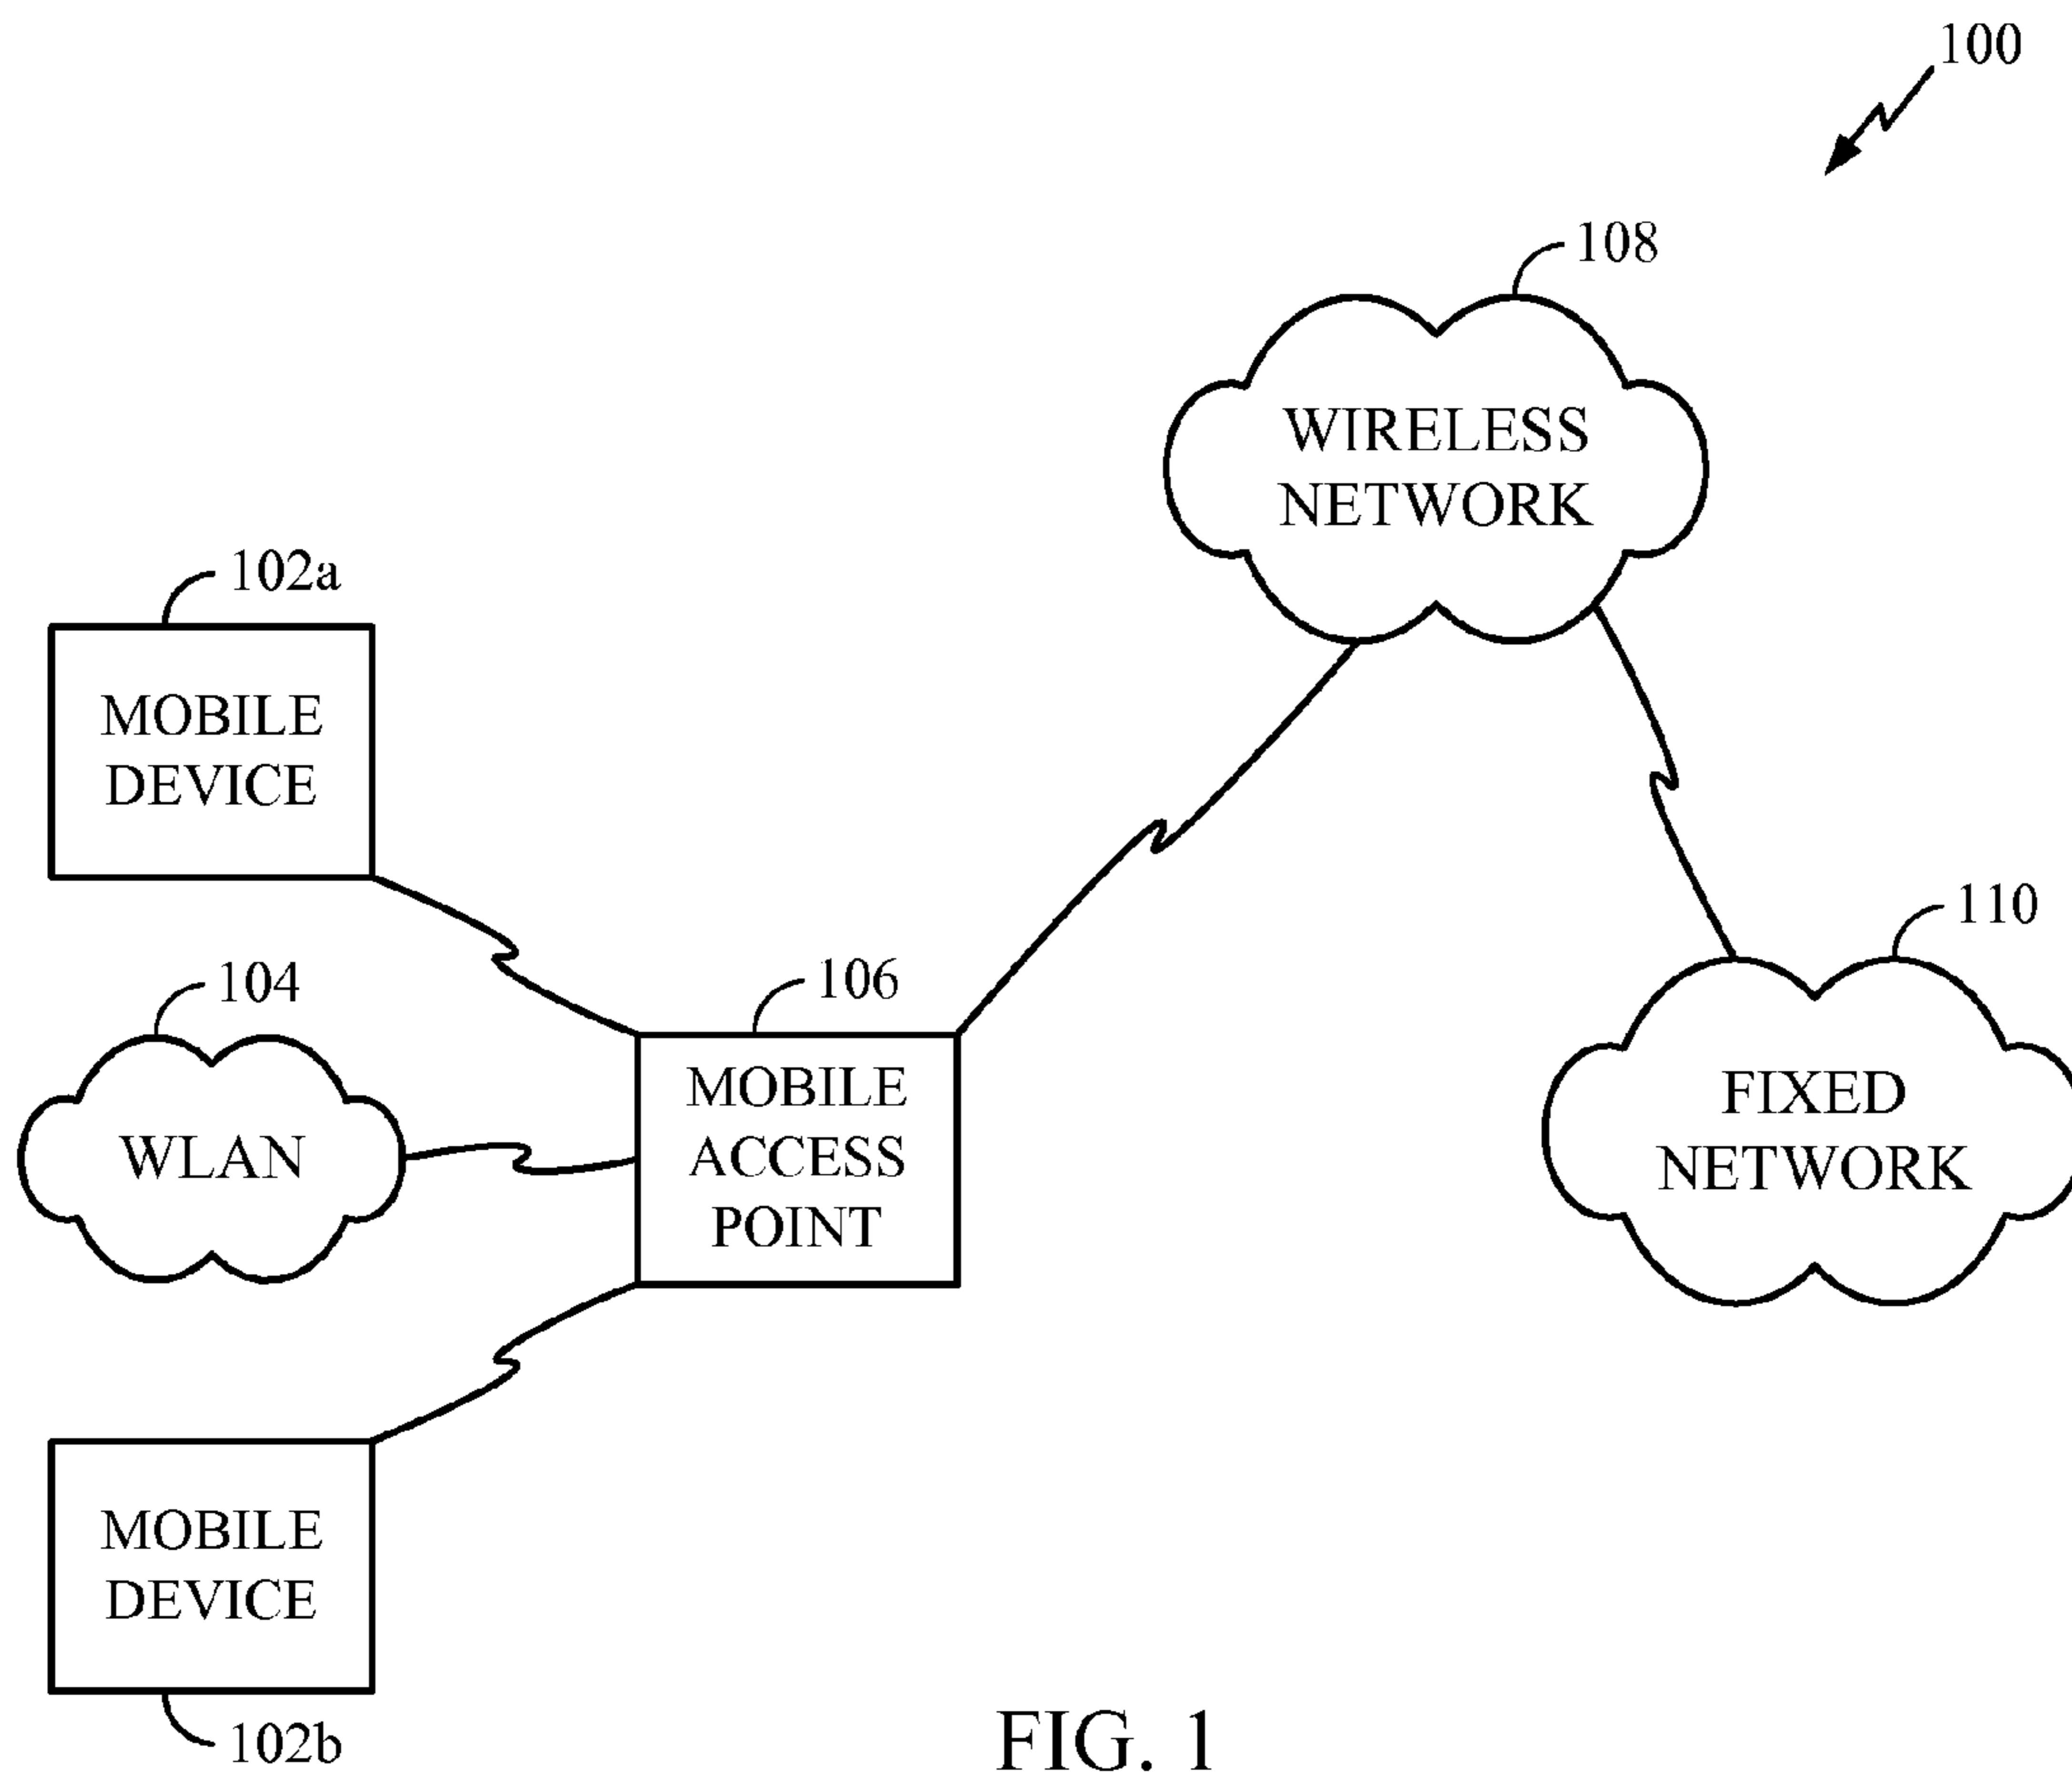 100
108
WIRELESS
NETWORK
102a
MOBILE
DEVICE
110
104
106
MOBILE
ACCESS
POINT
WLAN
FIXED
NETWORK
MOBILE
DEVICE
102b
FIG. 1